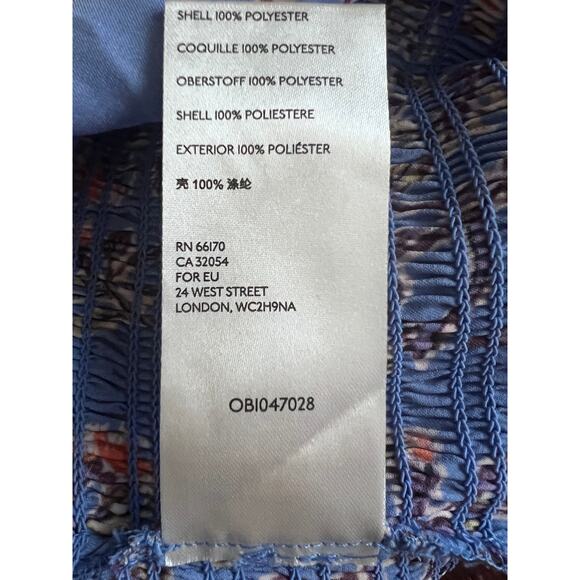 SHELL 100% POLYESTER
COQUILLE 100% POLYESTER
OBERSTOFF 100% POLYESTER
SHELL 100% POLIESTERE
EXTERIOR 100% POLIÉSTER
壳 100% 涤纶
RN 66170
CA 32054
FOR EU
24 WEST STREET
LONDON, WC2H9NA
OB1047028